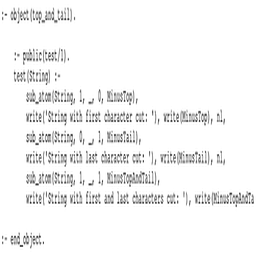 :- object(top_and_tail).
:- public(test/1).
test(String) :-
sub_atom(String, 1, _, 0, MinusTop),
write('String with first character cut: '), write(MinusTop), nl,
sub_atom(String, 0, _, 1, MinusTail),
write('String with last character cut: '), write(MinusTail), nl,
sub_atom(String, 1, _, 1, MinusTopAndTail),
write('String with first and last characters cut: '), write(MinusTopAndTa
:- end_object.